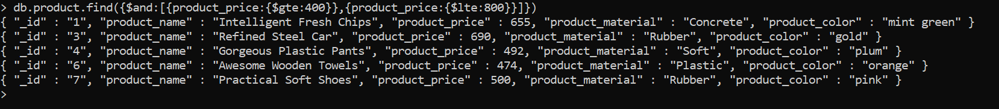 > db.product.find({$and:[{product_price:{$gte:400}},{product_price:{$lte:800}}]})
{ "_id" : "1", "product_name" : "Intelligent Fresh Chips", "product_price" : 655, "product_material" : "Concrete", "product_color" : "mint green" }
{ "_id" : "3", "product_name" : "Refined Steel Car", "product_price" : 690, "product_material" : "Rubber", "product_color" : "gold" }
{ "_id" : "4", "product_name" : "Gorgeous Plastic Pants", "product_price" : 492, "product_material" : "Soft", "product_color" : "plum" }
{ "_id" : "6", "product_name" : "Awesome Wooden Towels", "product_price" : 474, "product_material" : "Plastic", "product_color" : "orange" }
{ "_id" : "7", "product_name" : "Practical Soft Shoes", "product_price" : 500, "product_material" : "Rubber", "product_color" : "pink" }
>